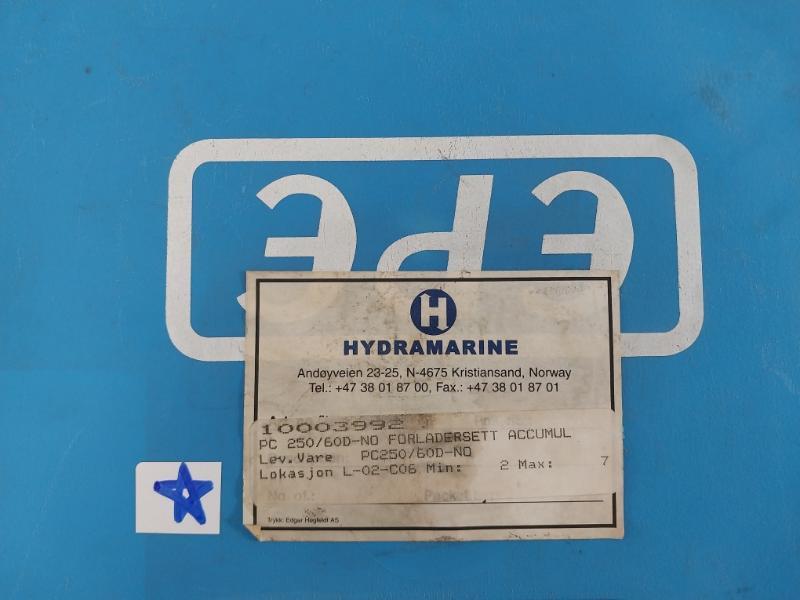 EPE
H
HYDRAMARINE
Andøyveien 23-25, N-4675 Kristiansand, Norway
Tel.: +47 38 01 87 00, Fax.: +47 38 01 87 01
10003992
PC 250/60D-NO FORLADERSETT ACCUMUL
Lev.Vare PC250/60D-NO
Lokasjon L-02-C06 Min: 2 Max: 7
No of.:
Trykk: Edgar Høgfeldt AS